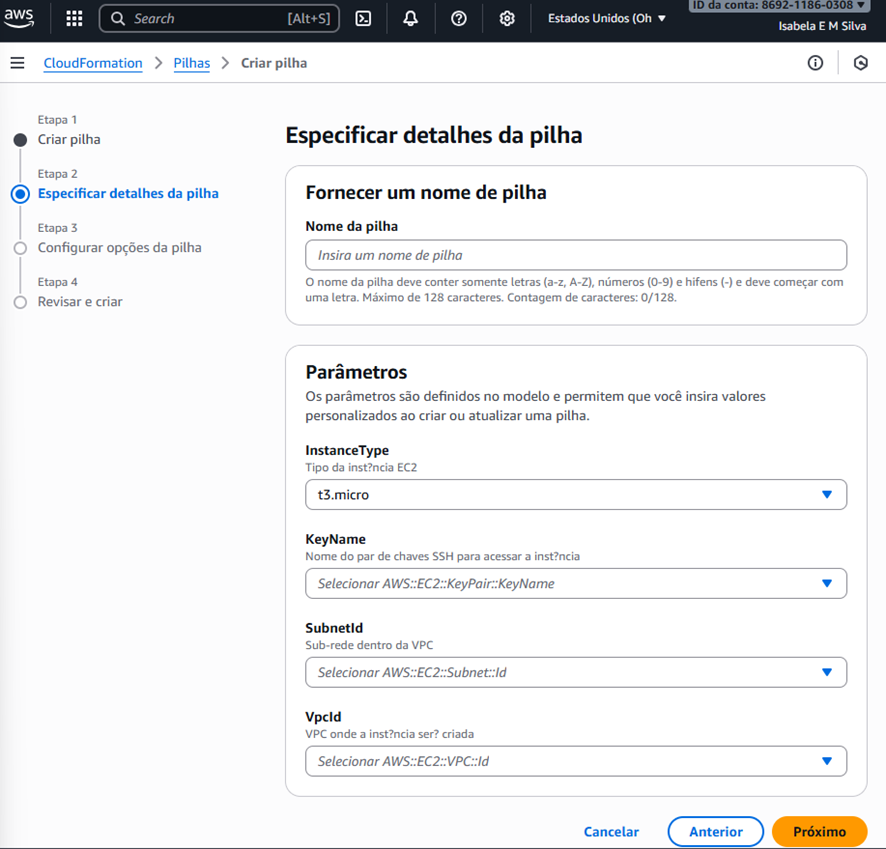 aws
Search
[Alt+S]
Estados Unidos (Oh
ID da conta: 8692-1186-0308
Isabela E M Silva
CloudFormation
Pilhas
Criar pilha
Etapa 1
Criar pilha
Etapa 2
Especificar detalhes da pilha
Etapa 3
Configurar opções da pilha
Etapa 4
Revisar e criar
Especificar detalhes da pilha
Fornecer um nome de pilha
Nome da pilha
Insira um nome de pilha
O nome da pilha deve conter somente letras (a-z, A-Z), números (0-9) e hifens (-) e deve começar com
uma letra. Máximo de 128 caracteres. Contagem de caracteres: 0/128.
Parâmetros
Os parâmetros são definidos no modelo e permitem que você insira valores
personalizados ao criar ou atualizar uma pilha.
InstanceType
Tipo da inst?ncia EC2
t3.micro
KeyName
Nome do par de chaves SSH para acessar a inst?ncia
Selecionar AWS::EC2::KeyPair::KeyName
SubnetId
Sub-rede dentro da VPC
Selecionar AWS::EC2::Subnet::Id
VpcId
VPC onde a inst?ncia ser? criada
Selecionar AWS::EC2::VPC::Id
Cancelar
Anterior
Próximo